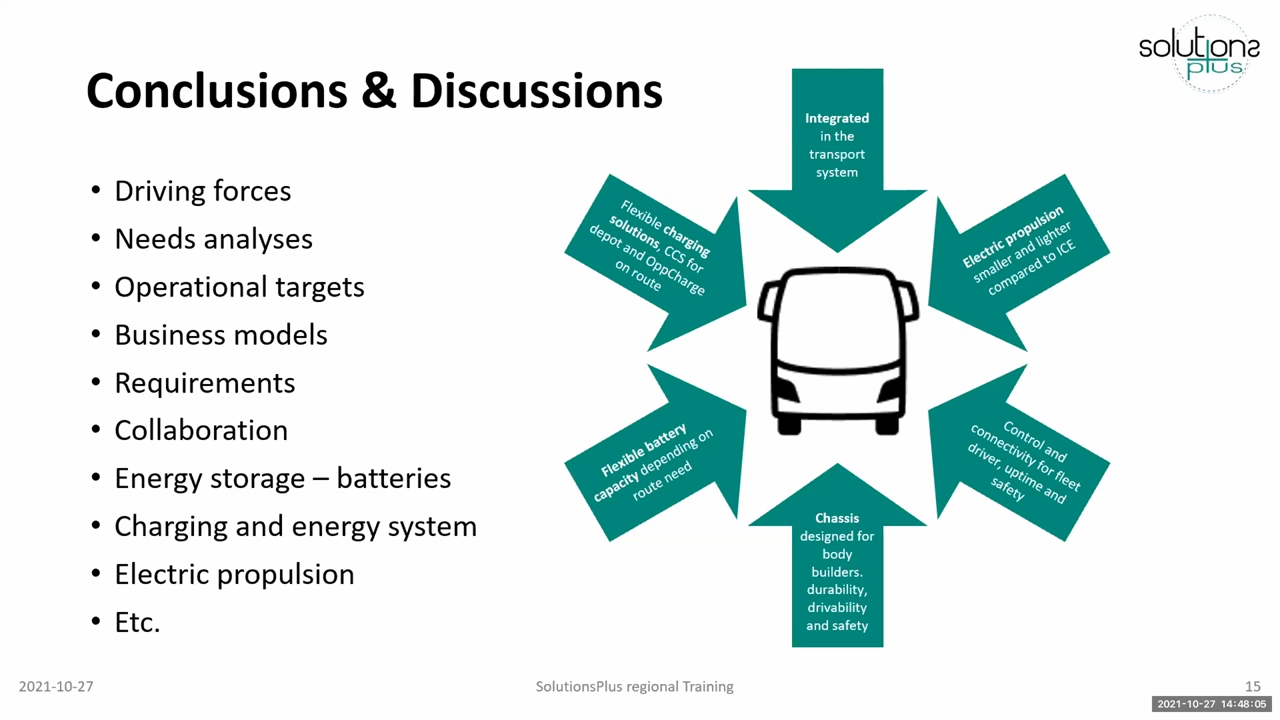 solutions
plus
Conclusions & Discussions
• Driving forces
• Needs analyses
• Operational targets
• Business models
• Requirements
• Collaboration
• Energy storage – batteries
• Charging and energy system
• Electric propulsion
• Etc.
Integrated
in the
transport
system
Flexible charging
solutions, CCS for
depot and OppCharge
on route
Electric propulsion
smaller and lighter
compared to ICE
Flexible battery
capacity depending on
route need
Control and
connectivity for fleet
driver, uptime and
safety
Chassis
designed for
body
builders.
durability,
drivability
and safety
2021-10-27
SolutionsPlus regional Training
15
2021-10-27 14:48:05